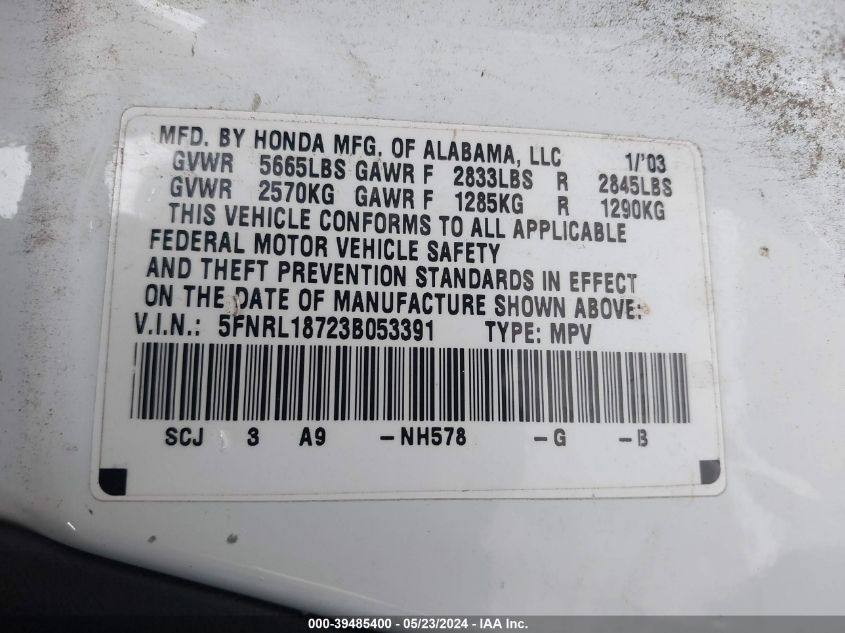 MFD. BY HONDA MFG. OF ALABAMA, LLC 1/'03
GVWR 5665LBS GAWR F 2833LBS R 2845LBS
GVWR 2570KG GAWR F 1285KG R 1290KG
THIS VEHICLE CONFORMS TO ALL APPLICABLE
FEDERAL MOTOR VEHICLE SAFETY
AND THEFT PREVENTION STANDARDS IN EFFECT
ON THE DATE OF MANUFACTURE SHOWN ABOVE:
V.I.N.: 5FNRL18723B053391 TYPE: MPV
SCJ 3 A9 -NH578 -G -B
000-39485400 - 05/23/2024 - IAAI Inc.